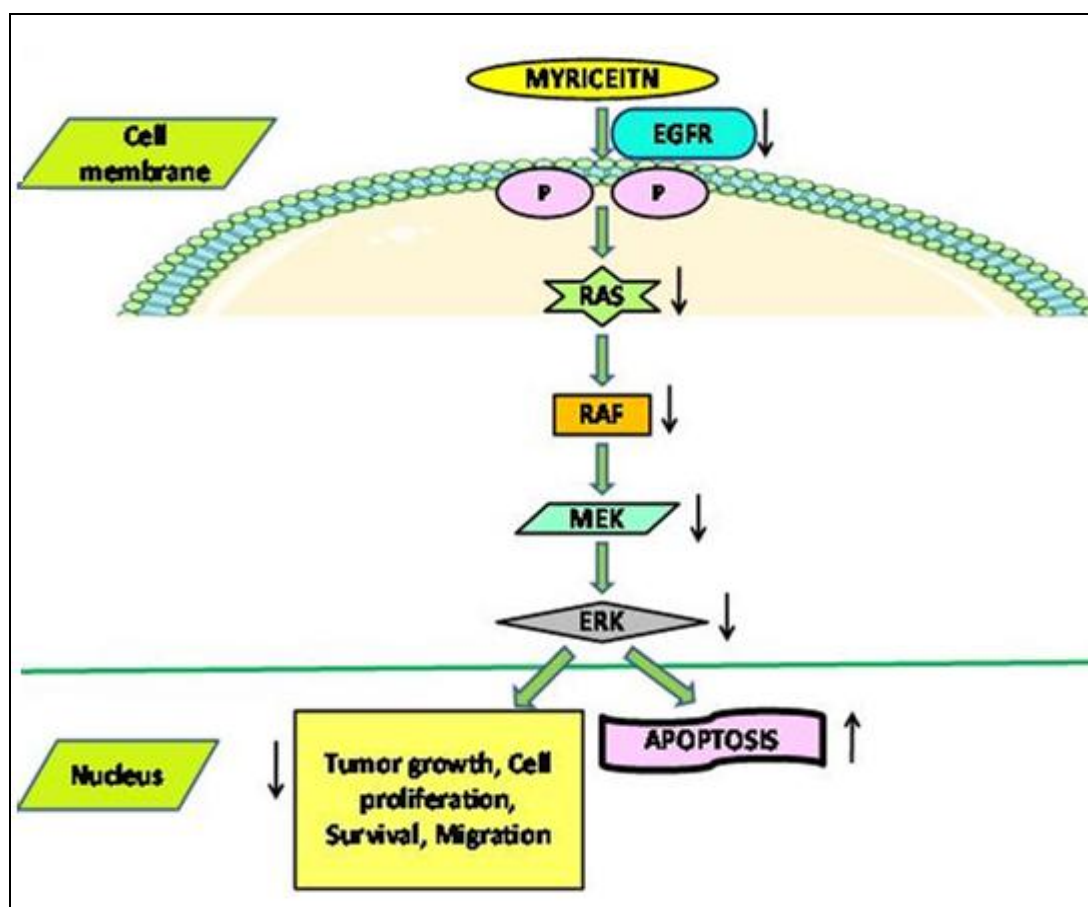 MYRICEITN
EGFR
Cell
membrane
P
P
RAS
RAF
MEK
ERK
APOPTOSIS
Nucleus
Tumor growth, Cell
proliferation,
Survival, Migration